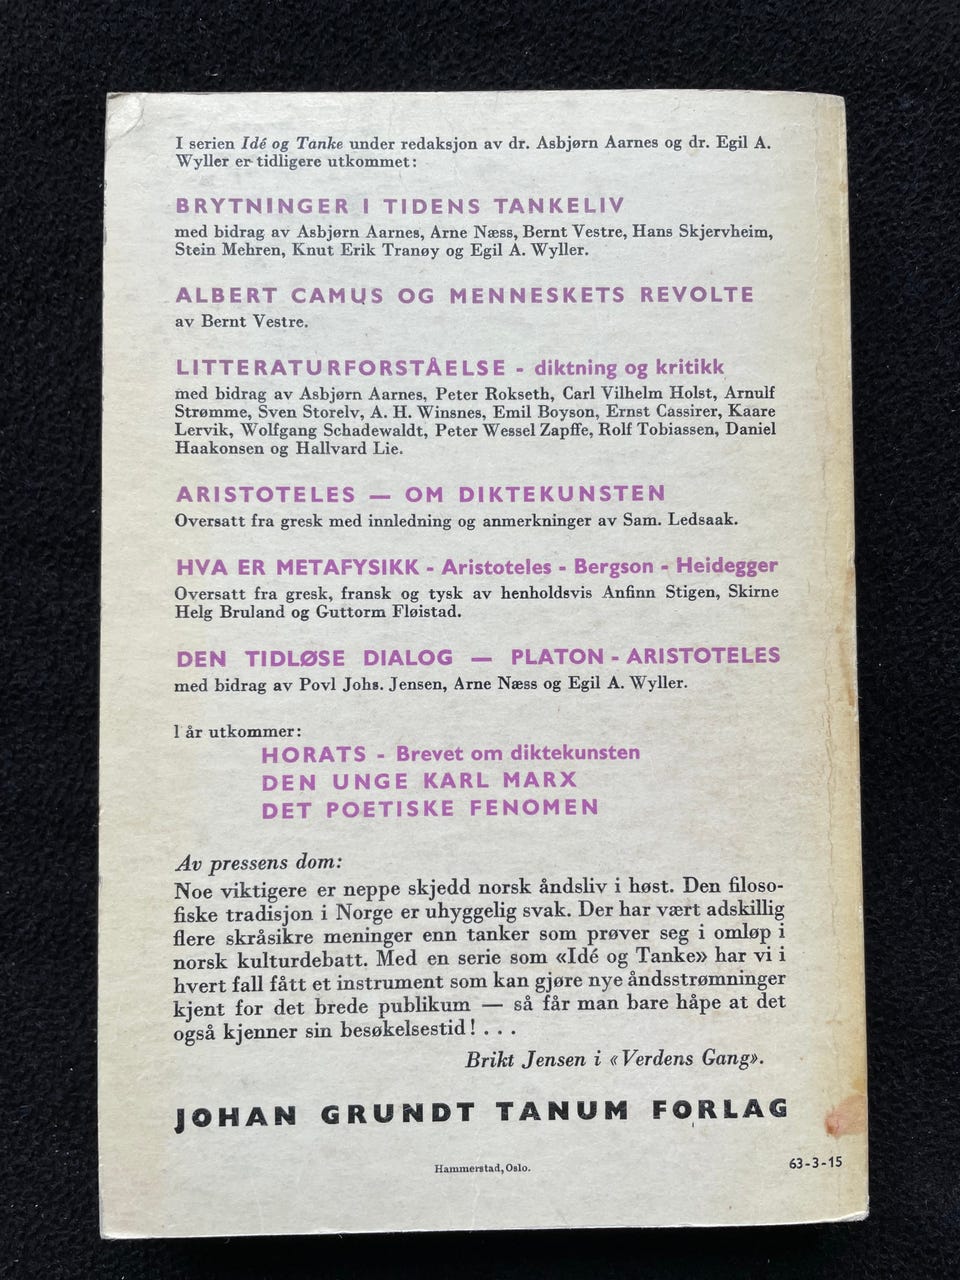 I serien Idé og Tanke under redaksjon av dr. Asbjørn Aarnes og dr. Egil A.
Wyller er tidligere utkommet:
BRYTNINGER I TIDENS TANKELIV
med bidrag av Asbjørn Aarnes, Arne Næss, Bernt Vestre, Hans Skjervheim,
Stein Mehren, Knut Erik Tranøy og Egil A. Wyller.
ALBERT CAMUS OG MENNESKETS REVOLTE
av Bernt Vestre.
LITTERATURFORSTÅELSE - diktning og kritikk
med bidrag av Asbjørn Aarnes, Peter Rokseth, Carl Vilhelm Holst, Arnulf
Strømme, Sven Storelv, A. H. Winsnes, Emil Boyson, Ernst Cassirer, Kaare
Lervik, Wolfgang Schadewaldt, Peter Wessel Zapffe, Rolf Tobiassen, Daniel
Haakonsen og Hallvard Lie.
ARISTOTELES — OM DIKTEKUNSTEN
Oversatt fra gresk med innledning og anmerkninger av Sam. Ledsaak.
HVA ER METAFYSIKK - Aristoteles - Bergson - Heidegger
Oversatt fra gresk, fransk og tysk av henholdsvis Anfinn Stigen, Skirne
Helg Bruland og Guttorm Fløistad.
DEN TIDLØSE DIALOG — PLATON - ARISTOTELES
med bidrag av Povl Johs. Jensen, Arne Næss og Egil A. Wyller.
I år utkommer:
HORATS - Brevet om diktekunsten
DEN UNGE KARL MARX
DET POETISKE FENOMEN
Av pressens dom:
Noe viktigere er neppe skjedd norsk åndsliv i høst. Den filoso-
fiske tradisjon i Norge er uhyggelig svak. Der har vært adskillig
flere skråsikre meninger enn tanker som prøver seg i omløp i
norsk kulturdebatt. Med en serie som «Idé og Tanke» har vi i
hvert fall fått et instrument som kan gjøre nye åndsstrømninger
kjent for det brede publikum — så får man bare håpe at det
også kjenner sin besøkelsestid! . . .
Brikt Jensen i «Verdens Gang».
JOHAN GRUNDT TANUM FORLAG
Hammerstad, Oslo.
63-3-15